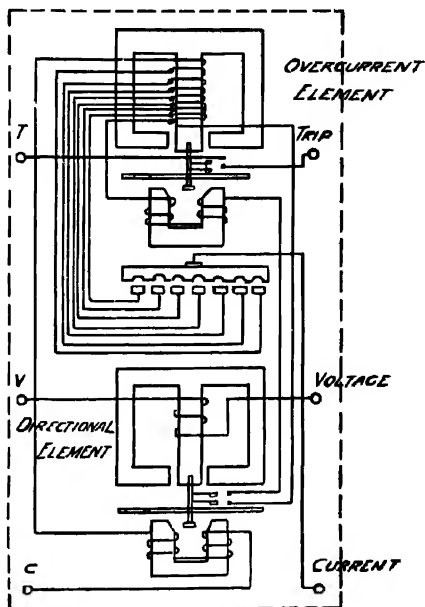 OVERCURRENT
ELEMENT
T
TRIP
V
VOLTAGE
DIRECTIONAL
ELEMENT
C
CURRENT